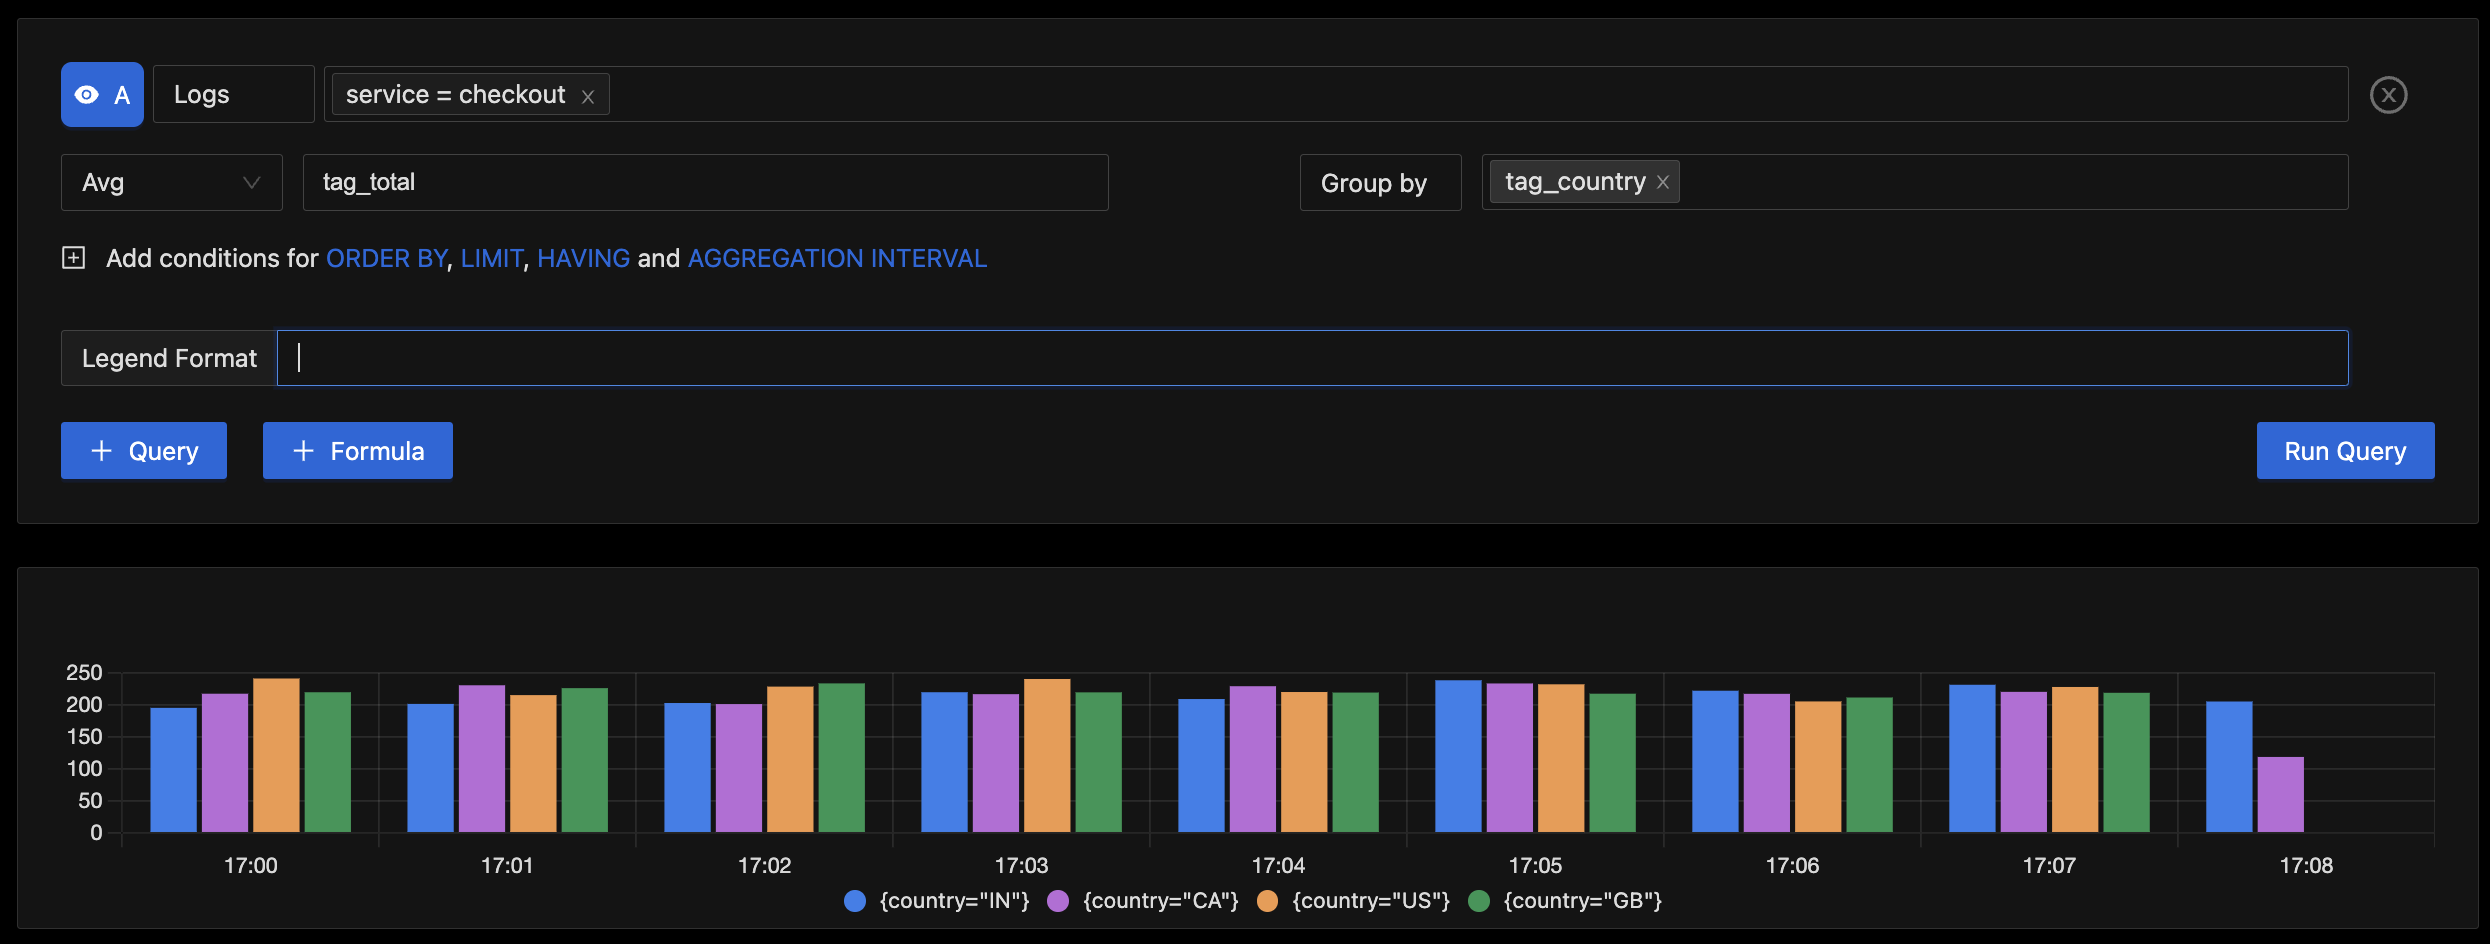 A Logs service = checkout x
Avg tag_total Group by tag_country x
Add conditions for ORDER BY, LIMIT, HAVING and AGGREGATION INTERVAL
Legend Format
+ Query + Formula Run Query
250
200
150
100
50
0
17:00 17:01 17:02 17:03 17:04 17:05 17:06 17:07 17:08
{country="IN"} {country="CA"} {country="US"} {country="GB"}